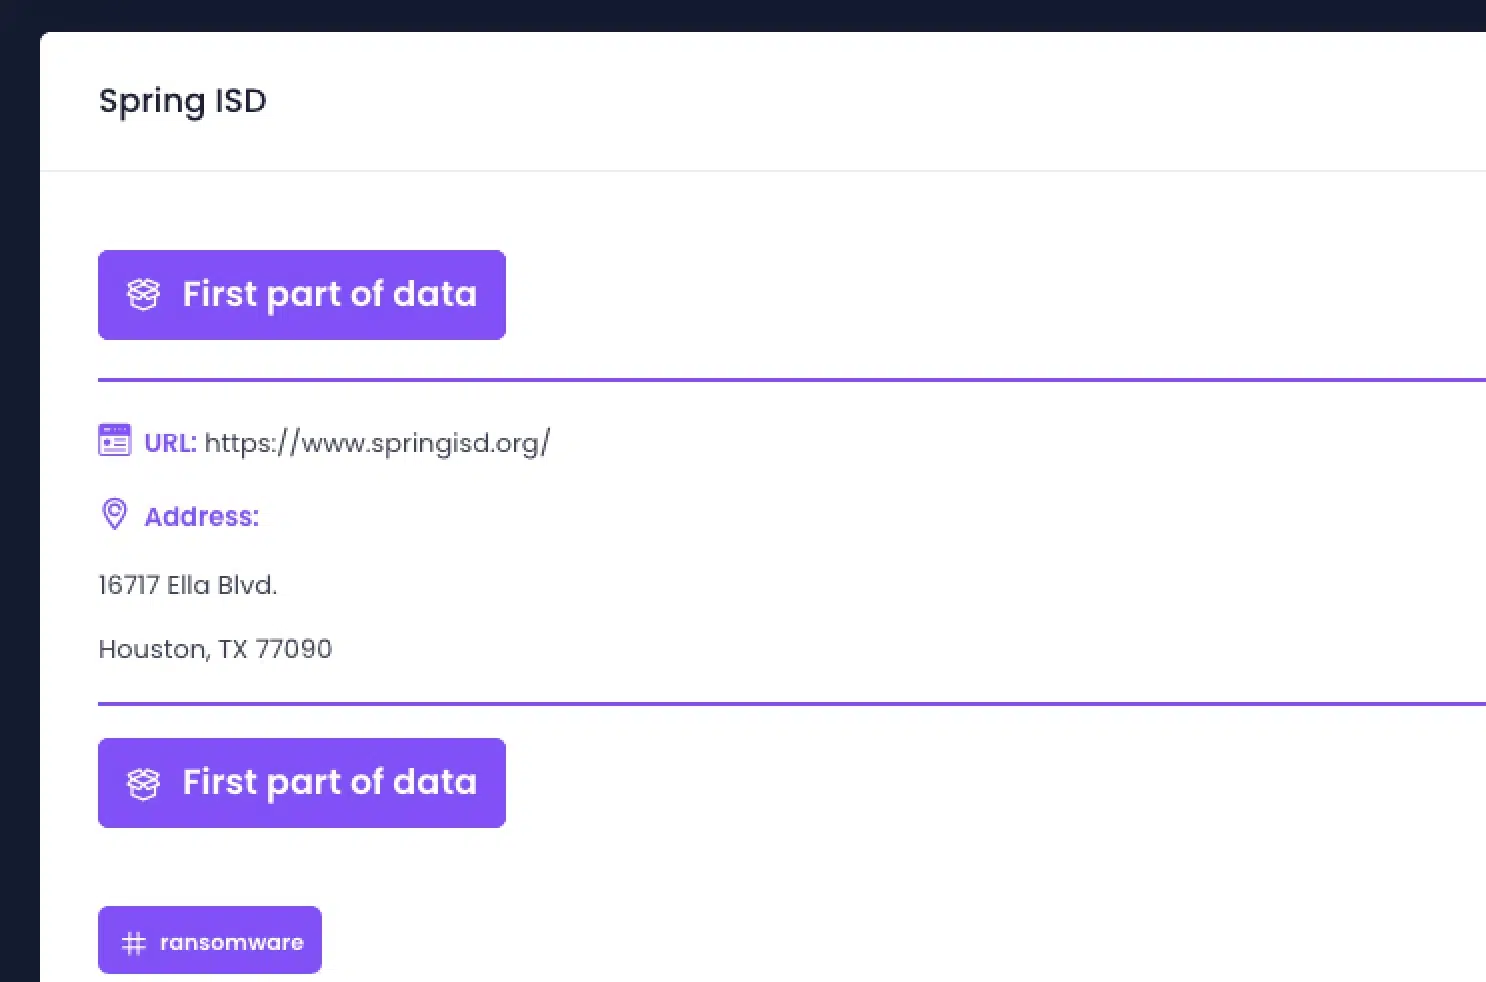 Spring ISD
First part of data
URL: https://www.springisd.org/
Address:
16717 Ella Blvd.
Houston, TX 77090
First part of data
# ransomware